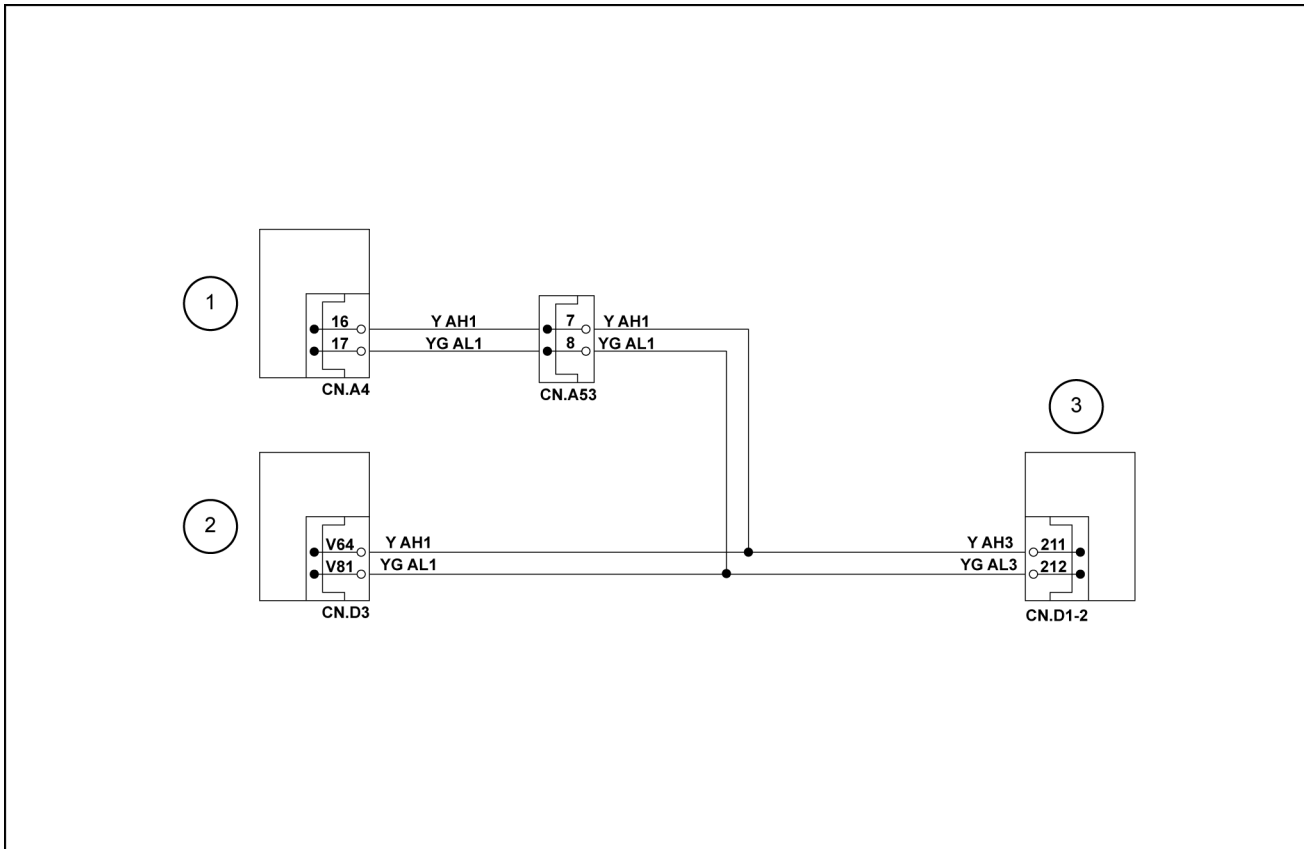 1
16 Y AH1 7 Y AH1
17 YG AL1 8 YG AL1
CN.A4
CN.A53
3
2
V64 Y AH1 Y AH3 211
V81 YG AL1 YG AL3 212
CN.D3
CN.D1-2